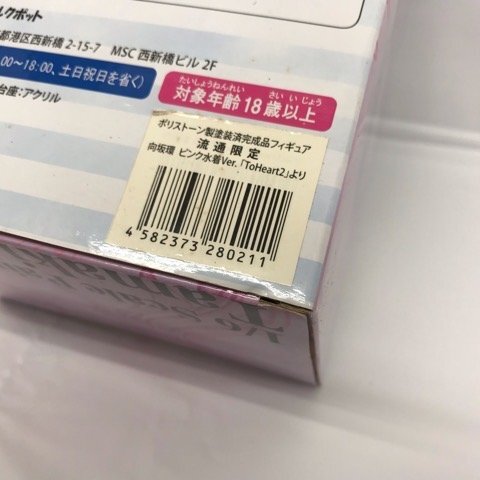 ルクポット
都港区西新橋 2-15-7 MSC 西新橋ビル 2F
:00～18:00、土日祝日を省く)
台座：アクリル
たいしょうねんれい さい いじょう
対象年齢18歳以上
ポリストーン製塗装済完成品フィギュア
流通限定
向坂環 ピンク水着Ver.「ToHeart2」より
4 582373 280211
Tamaki
1/6 Scale